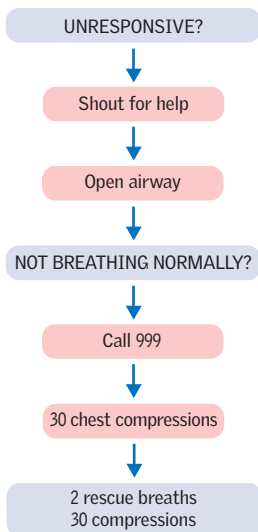 UNRESPONSIVE?
Shout for help
Open airway
NOT BREATHING NORMALLY?
Call 999
30 chest compressions
2 rescue breaths
30 compressions